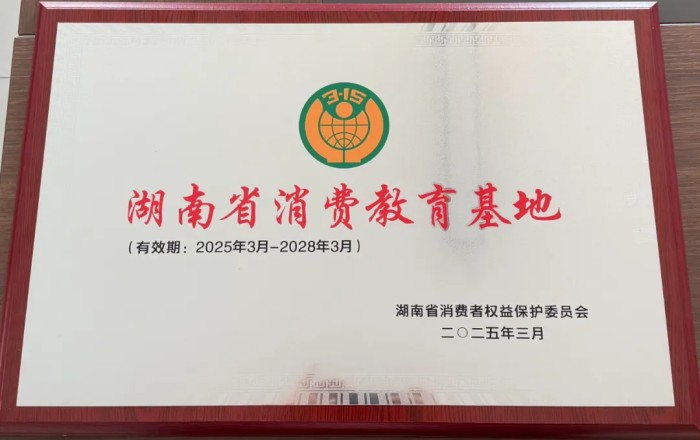 3·15
湖南省消费教育基地
(有效期：2025年3月-2028年3月)
湖南省消费者权益保护委员会
二〇二五年三月